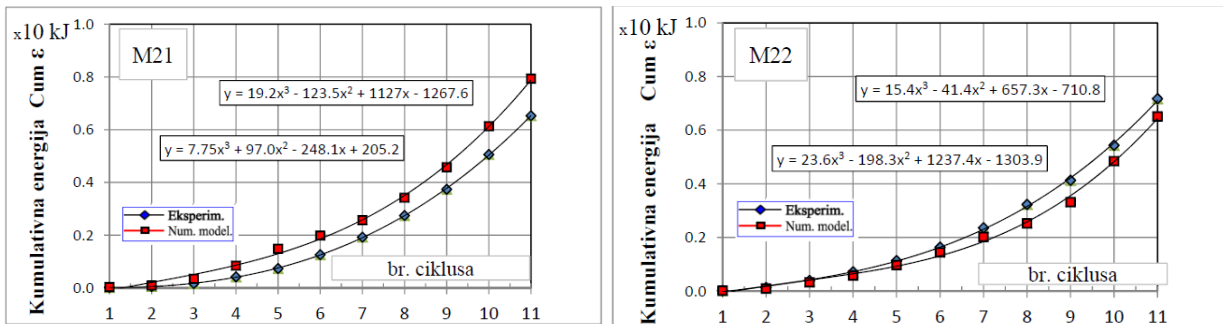 x10 kJ
Kumulativna energija Cum ε
1.0
0.8
0.6
0.4
0.2
0.0
M21
y = 19.2x³ - 123.5x² + 1127x - 1267.6
y = 7.75x³ + 97.0x² - 248.1x + 205.2
Eksperim.
Num. model.
br. ciklusa
1 2 3 4 5 6 7 8 9 10 11
x10 kJ
Kumulativna energija Cum ε
1.0
0.8
0.6
0.4
0.2
0.0
M22
y = 15.4x³ - 41.4x² + 657.3x - 710.8
y = 23.6x³ - 198.3x² + 1237.4x - 1303.9
Eksperim.
Num. model.
br. ciklusa
1 2 3 4 5 6 7 8 9 10 11